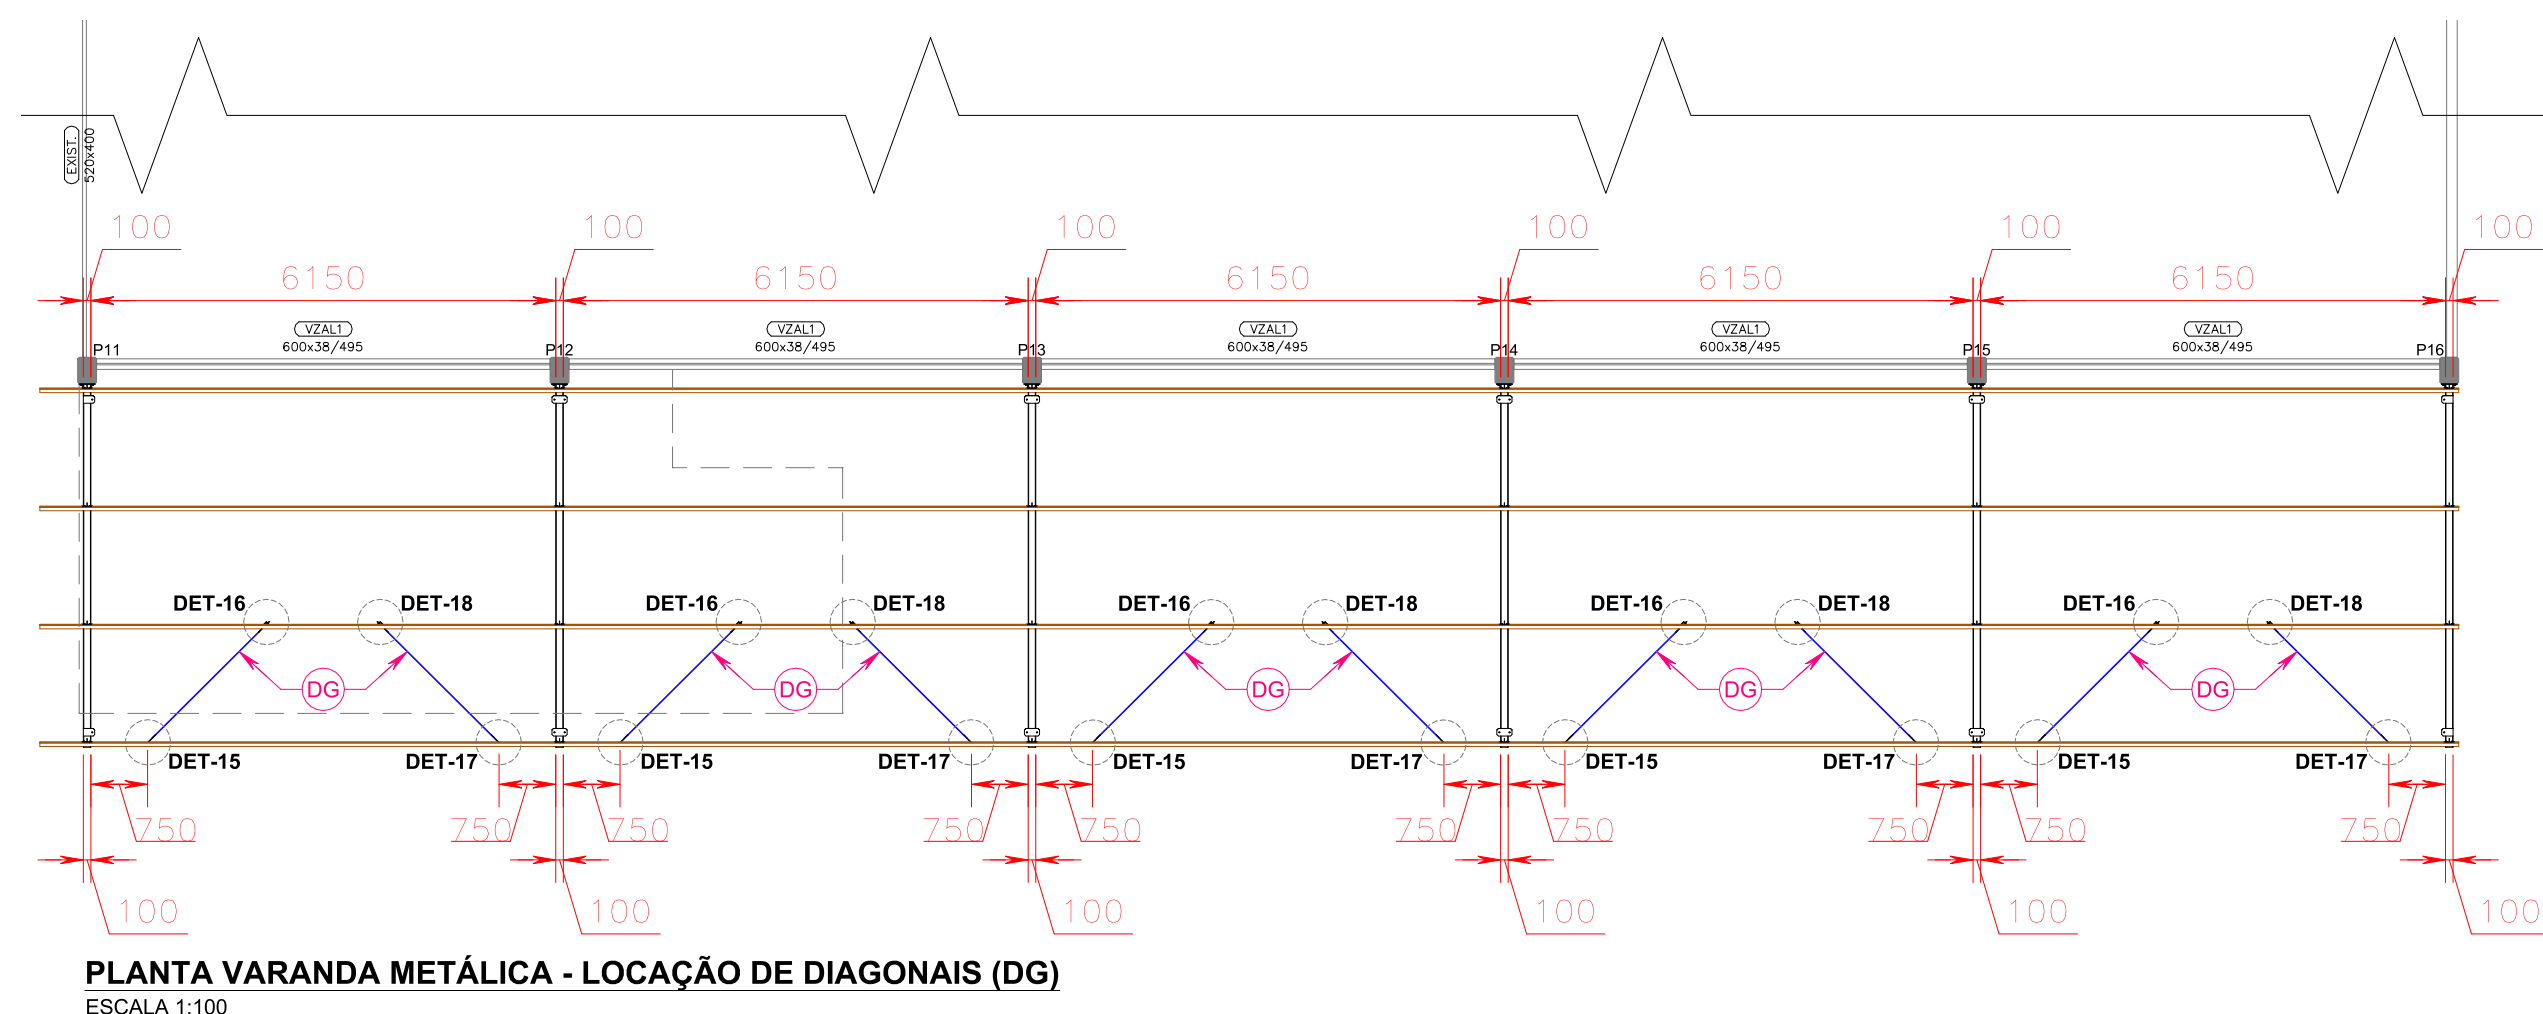 EXIST.
520x400
100 100 100 100 100 100
6150 6150 6150 6150 6150
VZAL1 VZAL1 VZAL1 VZAL1 VZAL1
600x38/495 600x38/495 600x38/495 600x38/495 600x38/495
P11 P12 P13 P14 P15 P16
DET-16 DET-18 DET-16 DET-18 DET-16 DET-18 DET-16 DET-18 DET-16 DET-18
DG DG DG DG DG
DET-15 DET-17 DET-15 DET-17 DET-15 DET-17 DET-15 DET-17 DET-15 DET-17
750 750 750 750 750 750 750 750 750 750
100 100 100 100 100 100
PLANTA VARANDA METÁLICA - LOCAÇÃO DE DIAGONAIS (DG)
ESCALA 1:100